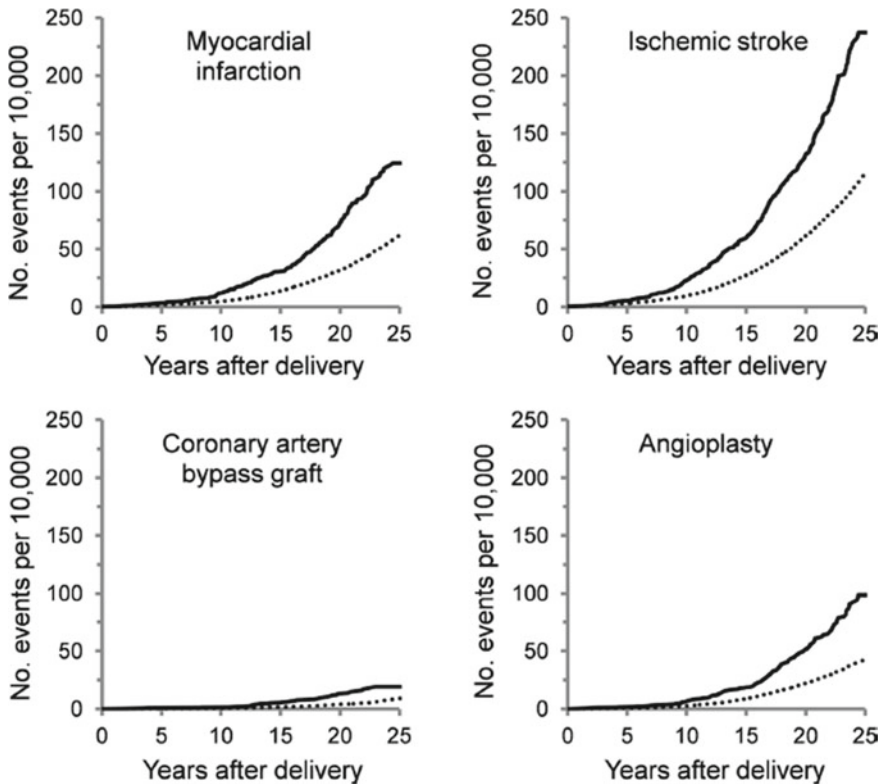 Myocardial
infarction
No. events per 10,000
250
200
150
100
50
0
0 5 10 15 20 25
Years after delivery
Ischemic stroke
No. events per 10,000
250
200
150
100
50
0
0 5 10 15 20 25
Years after delivery
Coronary artery
bypass graft
No. events per 10,000
250
200
150
100
50
0
0 5 10 15 20 25
Years after delivery
Angioplasty
No. events per 10,000
250
200
150
100
50
0
0 5 10 15 20 25
Years after delivery